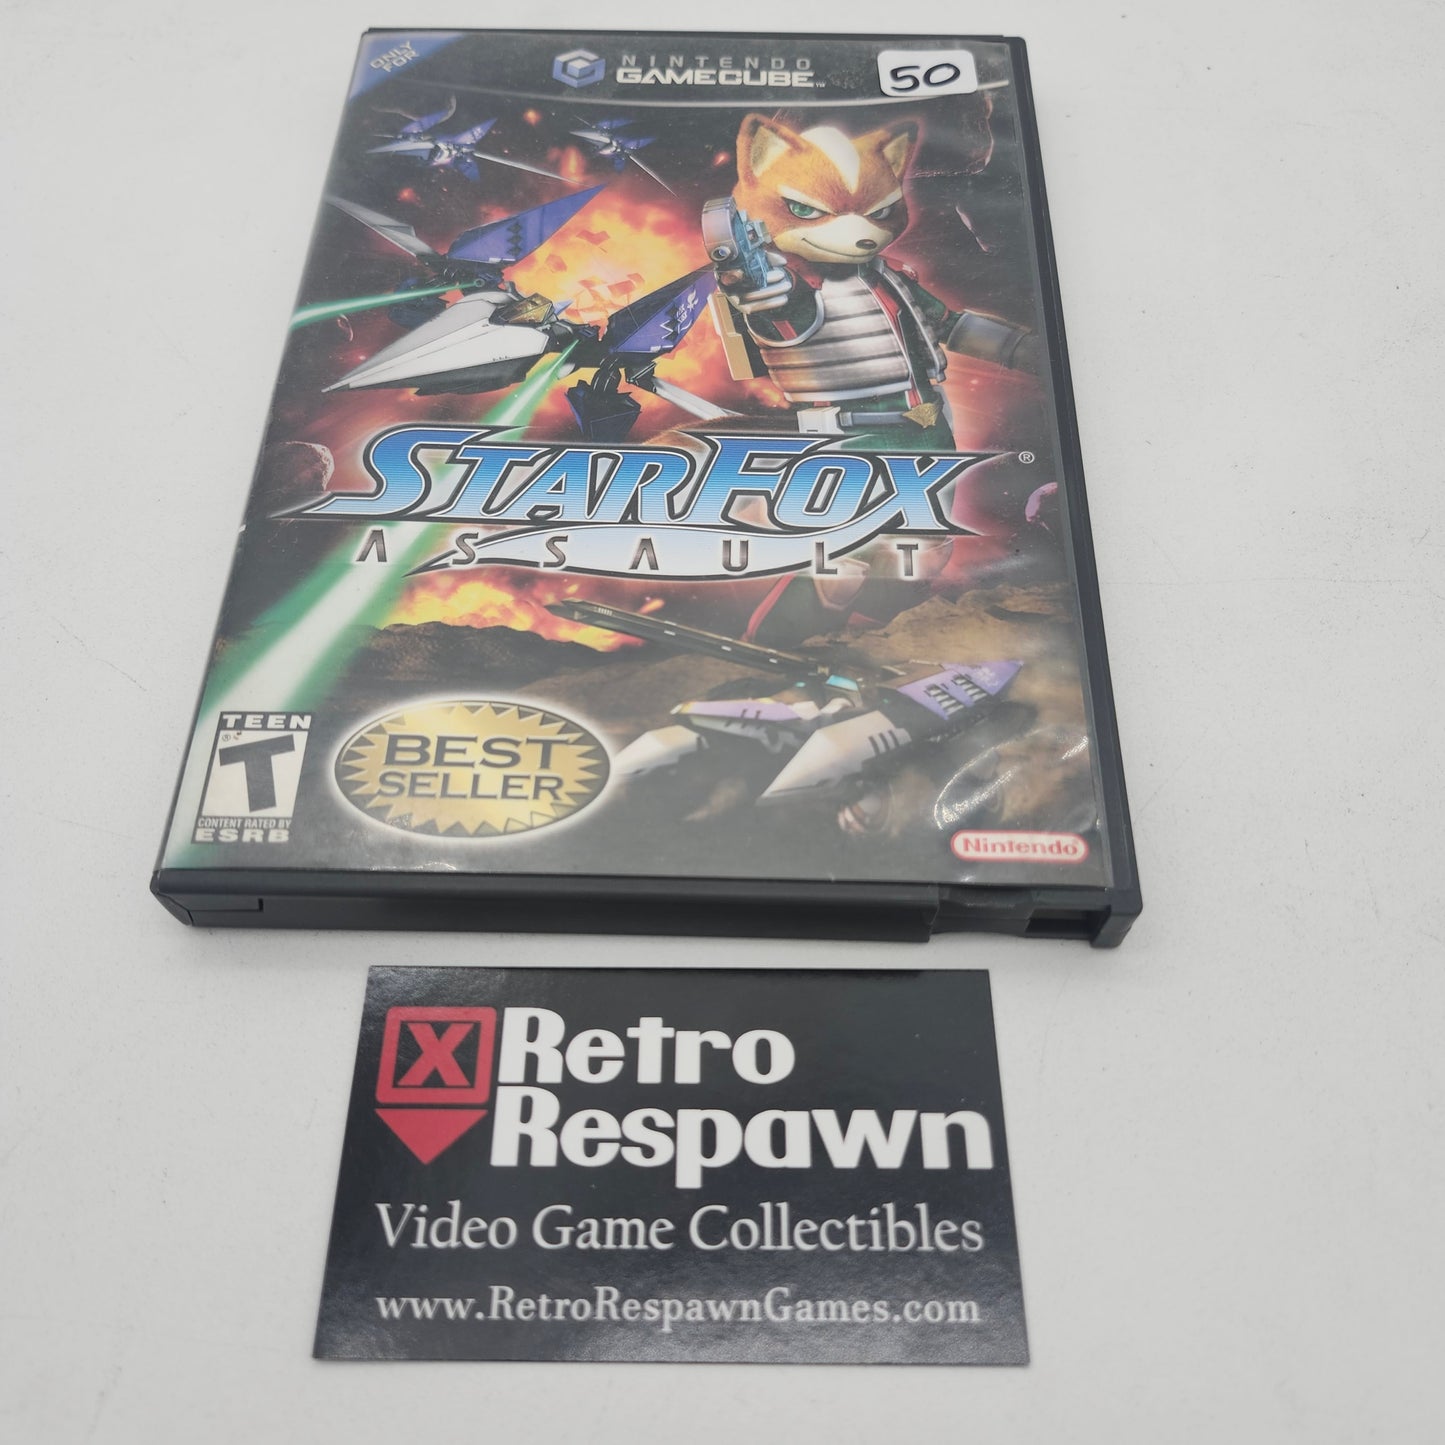 ONLY
FOR
NINTENDO
GAMECUBE™
50
STARFOX®
ASSAULT
TEEN
T
CONTENT RATED BY
ESRB
BEST
SELLER
Nintendo
X Retro
Respawn
Video Game Collectibles
www.RetroRespawnGames.com